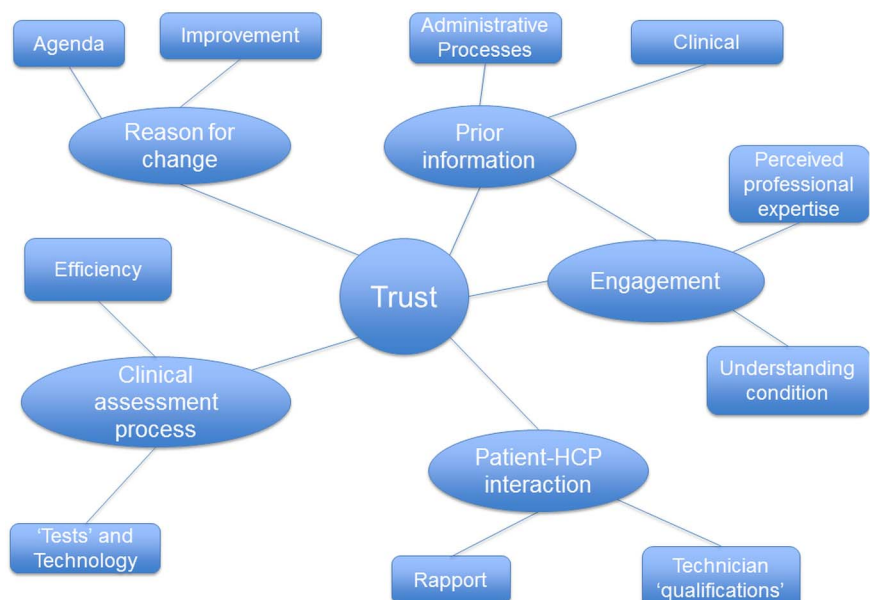 Agenda
Improvement
Administrative
Processes
Clinical
Reason for
change
Prior
information
Perceived
professional
expertise
Efficiency
Trust
Engagement
Clinical
assessment
process
Understanding
condition
Patient-HCP
interaction
‘Tests’ and
Technology
Rapport
Technician
‘qualifications’